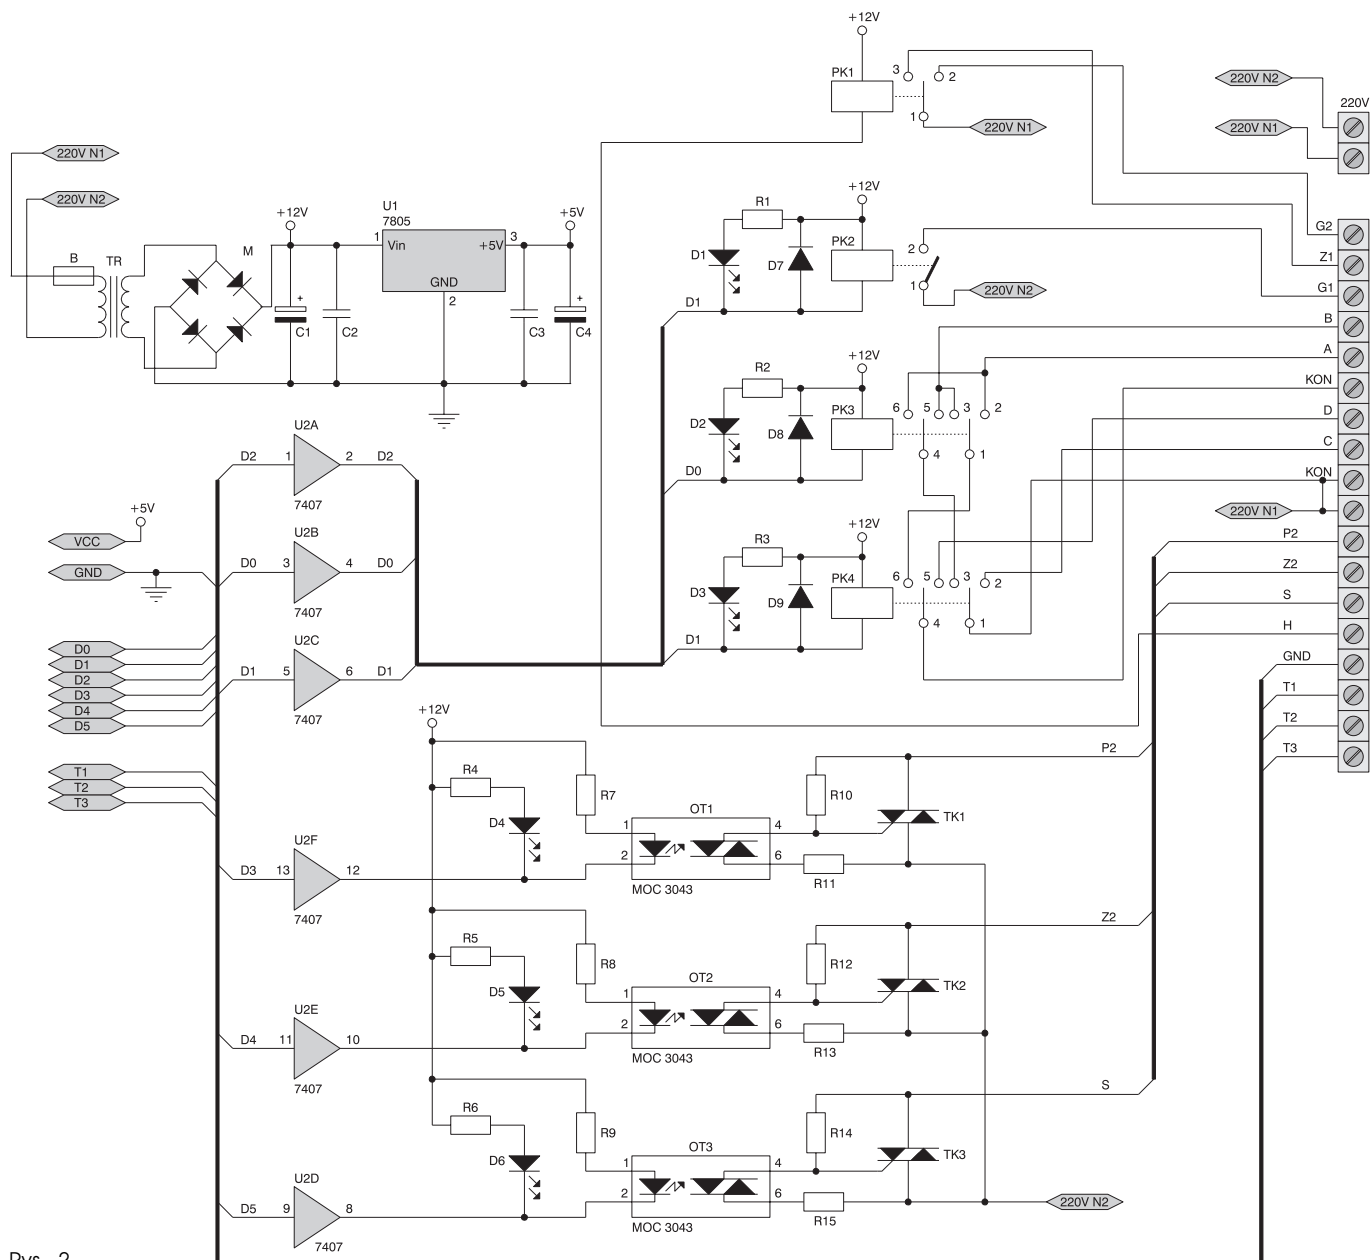 +12V
PK1
3
2
1
220V N1
220V N2
220V N1
220V
220V N1
220V N2
B
TR
M
+12V
U1
7805
1
Vin
+5V
3
+5V
GND
2
+
C1
C2
C3
+
C4
+12V
R1
D1
D7
PK2
2
1
220V N2
D1
G2
Z1
G1
B
A
KON
D
C
KON
220V N1
P2
Z2
S
H
GND
T1
T2
T3
+12V
R2
D2
D8
PK3
6
5
3
2
4
1
D0
+12V
R3
D3
D9
PK4
6
5
3
2
4
1
D1
U2A
D2
1
2
D2
7407
+5V
VCC
GND
U2B
D0
3
4
D0
7407
U2C
D1
5
6
D1
7407
D0
D1
D2
D3
D4
D5
T1
T2
T3
+12V
R4
D4
R7
U2F
D3
13
12
7407
OT1
1
2
4
6
MOC 3043
R10
R11
TK1
P2
R5
D5
R8
U2E
D4
11
10
7407
OT2
1
2
4
6
MOC 3043
R12
R13
TK2
Z2
R6
D6
R9
U2D
D5
9
8
7407
OT3
1
2
4
6
MOC 3043
R14
R15
TK3
S
220V N2
Rys. 2